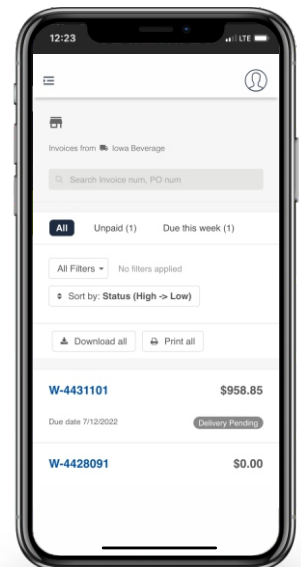 12:23 LTE
Invoices from Iowa Beverage
Search Invoice num, PO num
All Unpaid (1) Due this week (1)
All Filters No filters applied
Sort by: Status (High -> Low)
Download all Print all
W-4431101 $958.85
Due date 7/12/2022 Delivery Pending
W-4428091 $0.00